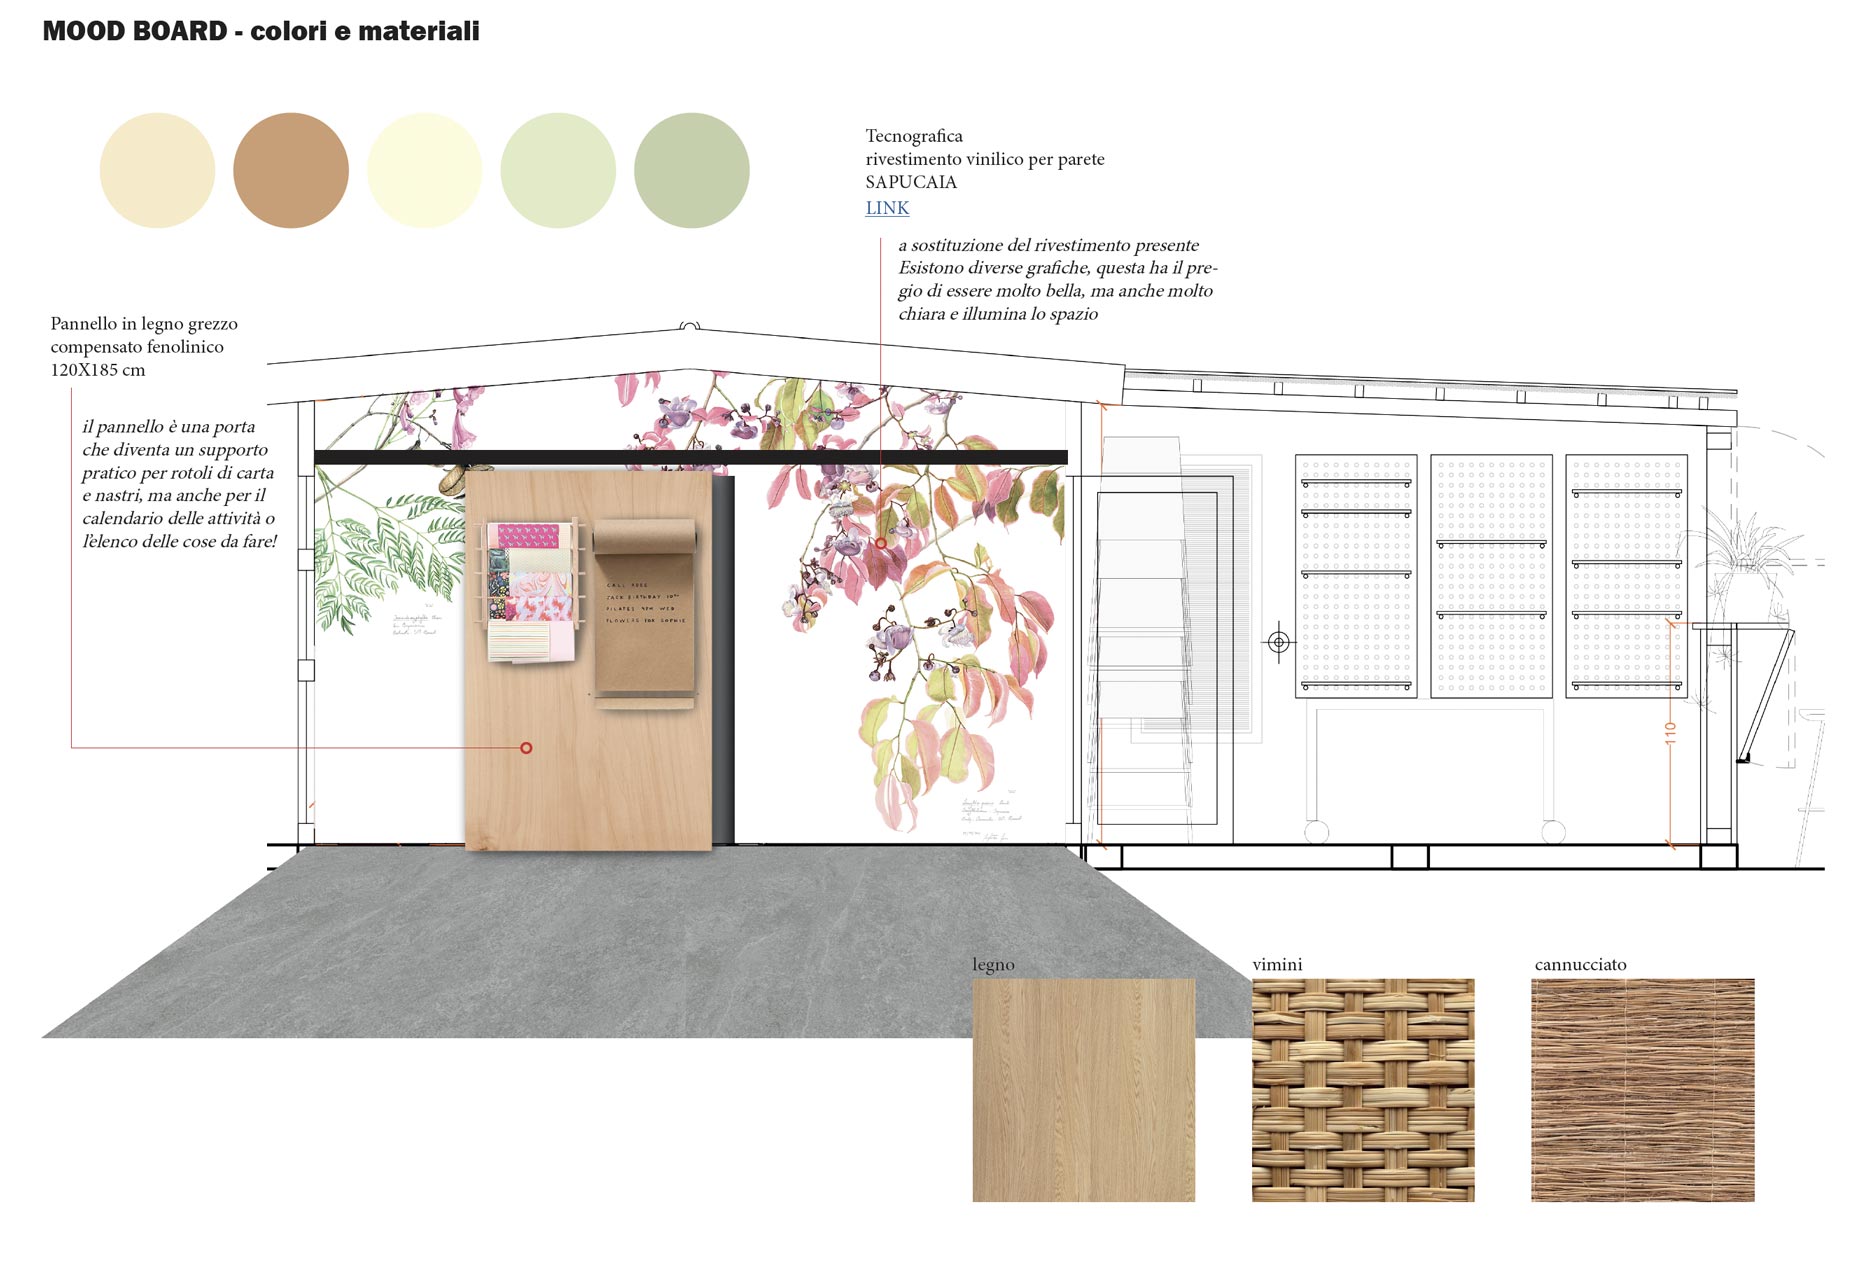 MOOD BOARD - colori e materiali
Tecnografica
rivestimento vinilico per parete
SAPUCAIA
LINK
a sostituzione del rivestimento presente
Esistono diverse grafiche, questa ha il pre-
gio di essere molto bella, ma anche molto
chiara e illumina lo spazio
Pannello in legno grezzo
compensato fenolinico
120X185 cm
il pannello è una porta
che diventa un supporto
pratico per rotoli di carta
e nastri, ma anche per il
calendario delle attività o
l'elenco delle cose da fare!
CALL ROSE
JACK BIRTHDAY 10TH
PILATES 4PM WED
FLOWERS FOR SOPHIE
110
legno
vimini
cannucciato